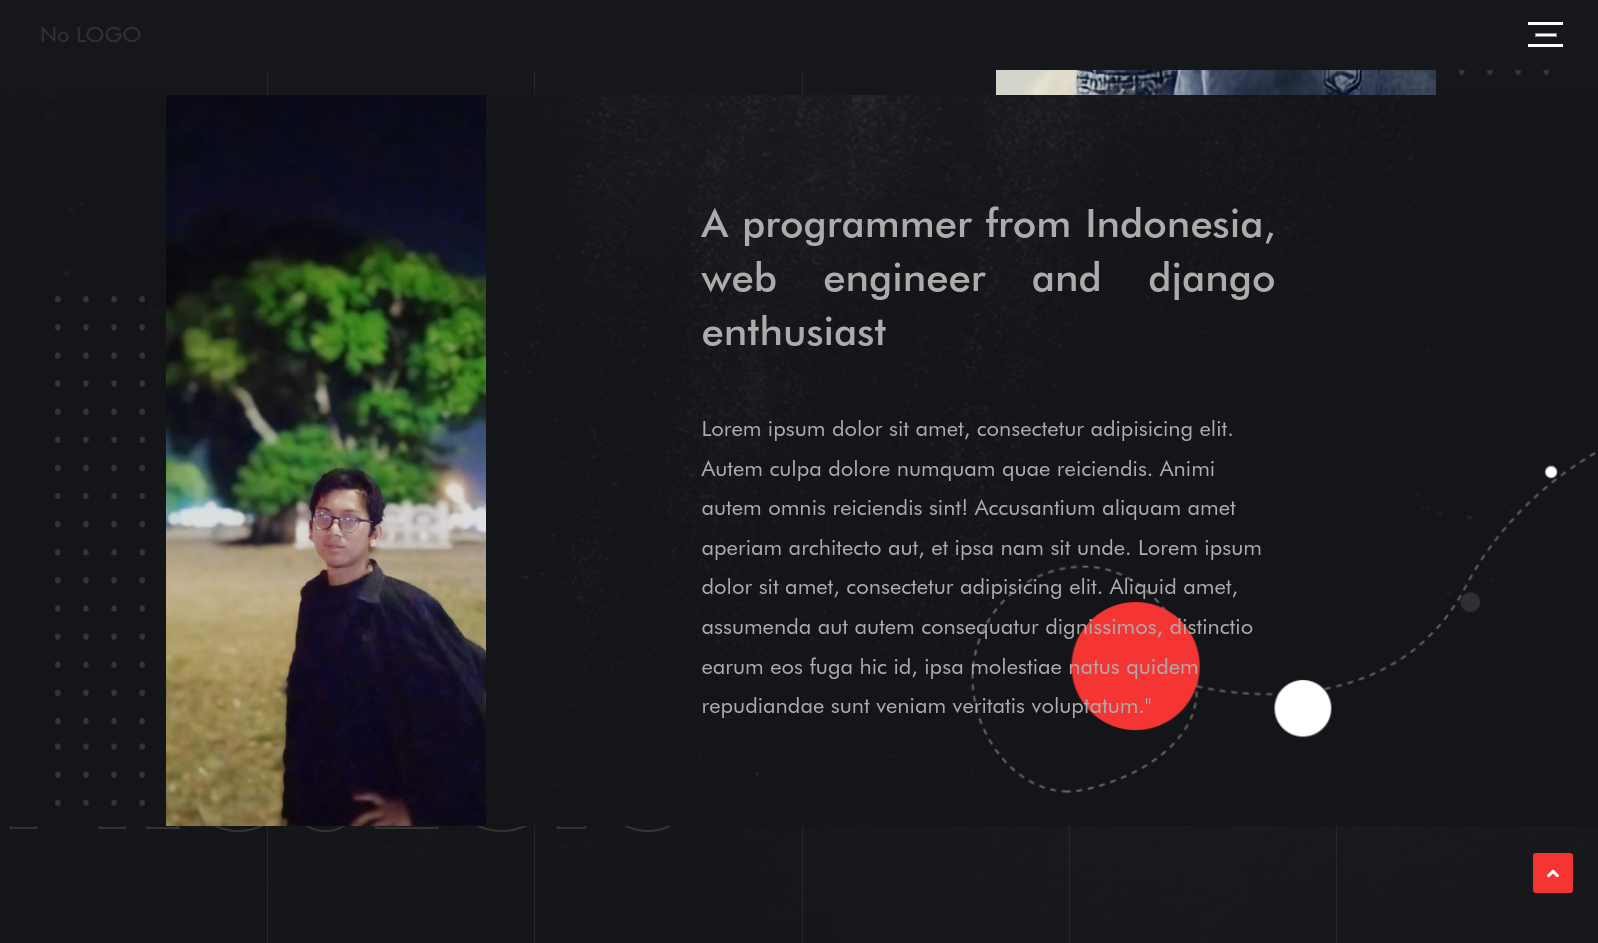 No LOGO
A programmer from Indonesia,
web engineer and django
enthusiast
Lorem ipsum dolor sit amet, consectetur adipisicing elit.
Autem culpa dolore numquam quae reiciendis. Animi
autem omnis reiciendis sint! Accusantium aliquam amet
aperiam architecto aut, et ipsa nam sit unde. Lorem ipsum
dolor sit amet, consectetur adipisicing elit. Aliquid amet,
assumenda aut autem consequatur dignissimos, distinctio
earum eos fuga hic id, ipsa molestiae natus quidem
repudiandae sunt veniam veritatis voluptatum."